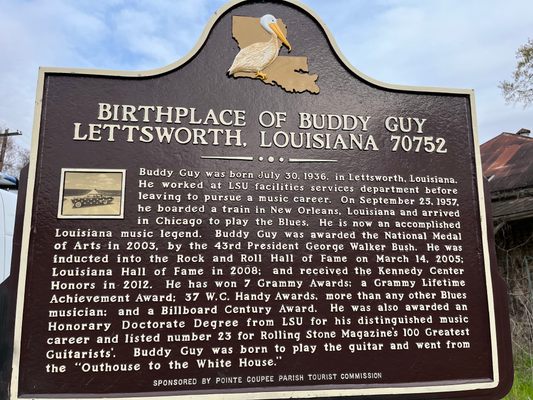 BIRTHPLACE OF BUDDY GUY
LETTSWORTH, LOUISIANA 70752
Buddy Guy was born July 30, 1936, in Lettsworth, Louisiana.
He worked at LSU facilities services department before
leaving to pursue a music career. On September 25, 1957,
he boarded a train in New Orleans, Louisiana and arrived
in Chicago to play the Blues. He is now an accomplished
Louisiana music legend. Buddy Guy was awarded the National Medal
of Arts in 2003, by the 43rd President George Walker Bush. He was
inducted into the Rock and Roll Hall of Fame on March 14, 2005;
Louisiana Hall of Fame in 2008; and received the Kennedy Center
Honors in 2012. He has won 7 Grammy Awards; a Grammy Lifetime
Achievement Award; 37 W.C. Handy Awards, more than any other Blues
musician; and a Billboard Century Award. He was also awarded an
Honorary Doctorate Degree from LSU for his distinguished music
career and listed number 23 for Rolling Stone Magazine's 100 Greatest
Guitarists'. Buddy Guy was born to play the guitar and went from
the "Outhouse to the White House."
SPONSORED BY POINTE COUPEE PARISH TOURIST COMMISSION